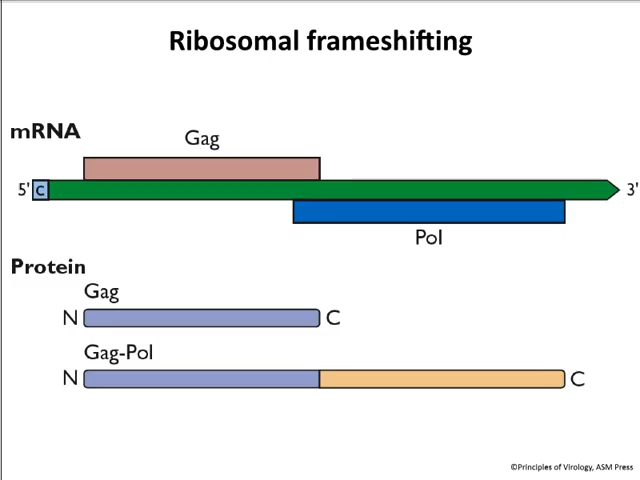 Ribosomal frameshifting
mRNA
Gag
5' C 3'
Pol
Protein
Gag
N C
Gag-Pol
N C
©Principles of Virology, ASM Press